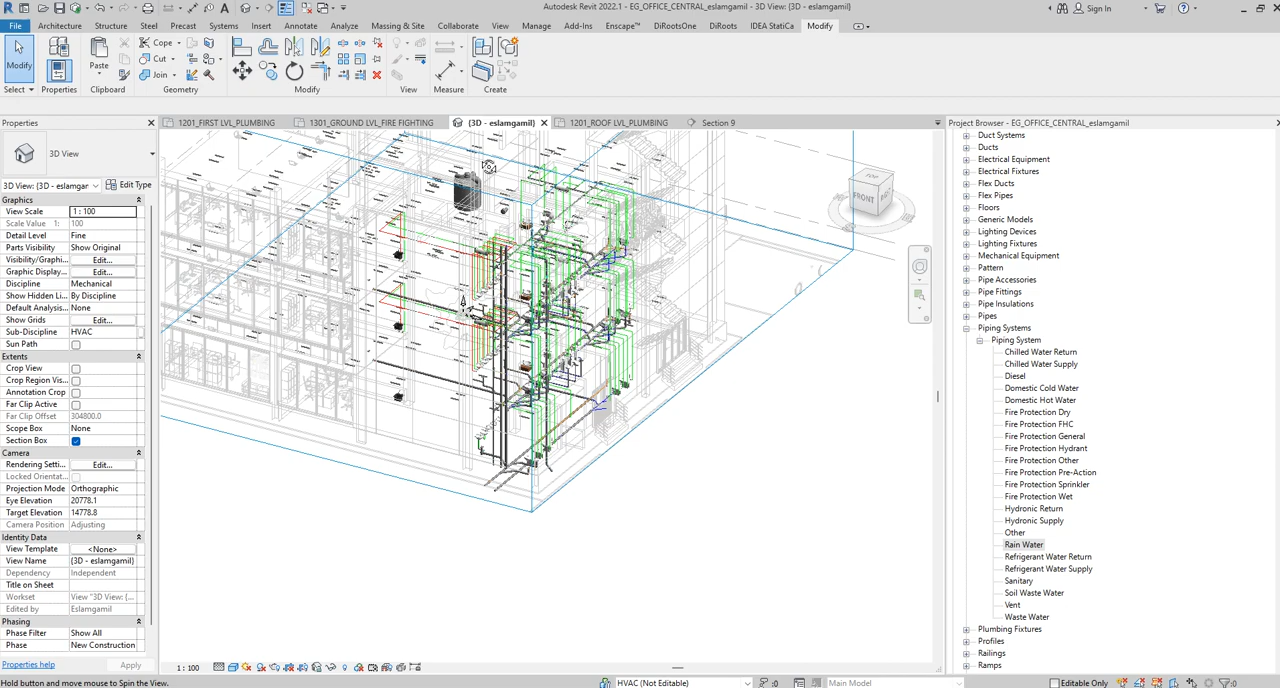 Autodesk Revit 2022.1 - EG_OFFICE_CENTRAL_eslamgamil - 3D View: {3D - eslamgamil}
Sign In
File Architecture Structure Steel Precast Systems Insert Annotate Analyze Massing & Site Collaborate View Manage Add-Ins Enscape™ DiRootsOne DiRoots IDEA StatiCa Modify
Modify
Properties
Paste
Cope
Cut
Join
Select Properties Clipboard Geometry Modify View Measure Create
Properties
1201_FIRST LVL_PLUMBING
1301_GROUND LVL_FIRE FIGHTING
{3D - eslamgamil}
1201_ROOF LVL_PLUMBING
Section 9
Project Browser - EG_OFFICE_CENTRAL_eslamgamil
3D View
3D View: {3D - eslamgar
Edit Type
Graphics
View Scale 1 : 100
Scale Value 1: 100
Detail Level Fine
Parts Visibility Show Original
Visibility/Graphi... Edit...
Graphic Display... Edit...
Discipline Mechanical
Show Hidden Li... By Discipline
Default Analysis... None
Show Grids Edit...
Sub-Discipline HVAC
Sun Path
Extents
Crop View
Crop Region Vis...
Annotation Crop
Far Clip Active
Far Clip Offset 304800.0
Scope Box None
Section Box
Camera
Rendering Setti... Edit...
Locked Orientat...
Projection Mode Orthographic
Eye Elevation 20778.1
Target Elevation 14778.8
Camera Position Adjusting
Identity Data
View Template <None>
View Name {3D - eslamgamil}
Dependency Independent
Title on Sheet
Workset View "3D View: {...
Edited by Eslamgamil
Phasing
Phase Filter Show All
Phase New Construction
Properties help
Apply
TOP
FRONT
Duct Systems
Ducts
Electrical Equipment
Electrical Fixtures
Flex Ducts
Flex Pipes
Floors
Generic Models
Lighting Devices
Lighting Fixtures
Mechanical Equipment
Pattern
Pipe Accessories
Pipe Fittings
Pipe Insulations
Pipes
Piping Systems
Piping System
Chilled Water Return
Chilled Water Supply
Diesel
Domestic Cold Water
Domestic Hot Water
Fire Protection Dry
Fire Protection FHC
Fire Protection General
Fire Protection Hydrant
Fire Protection Other
Fire Protection Pre-Action
Fire Protection Sprinkler
Fire Protection Wet
Hydronic Return
Hydronic Supply
Other
Rain Water
Refrigerant Water Return
Refrigerant Water Supply
Sanitary
Soil Waste Water
Vent
Waste Water
Plumbing Fixtures
Profiles
Railings
Ramps
1 : 100
Hold button and move mouse to Spin the View.
HVAC (Not Editable)
:0
Main Model
Editable Only
:0